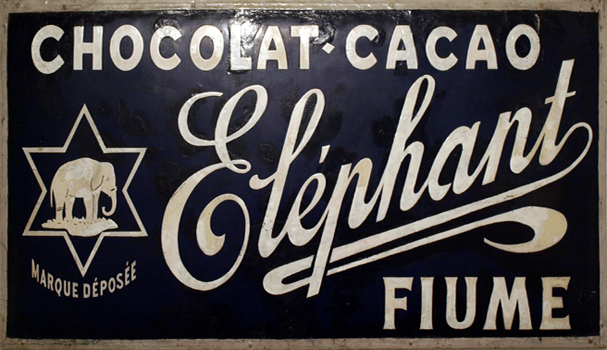 CHOCOLAT·CACAO
Eléphant
MARQUE DÉPOSÉE
FIUME